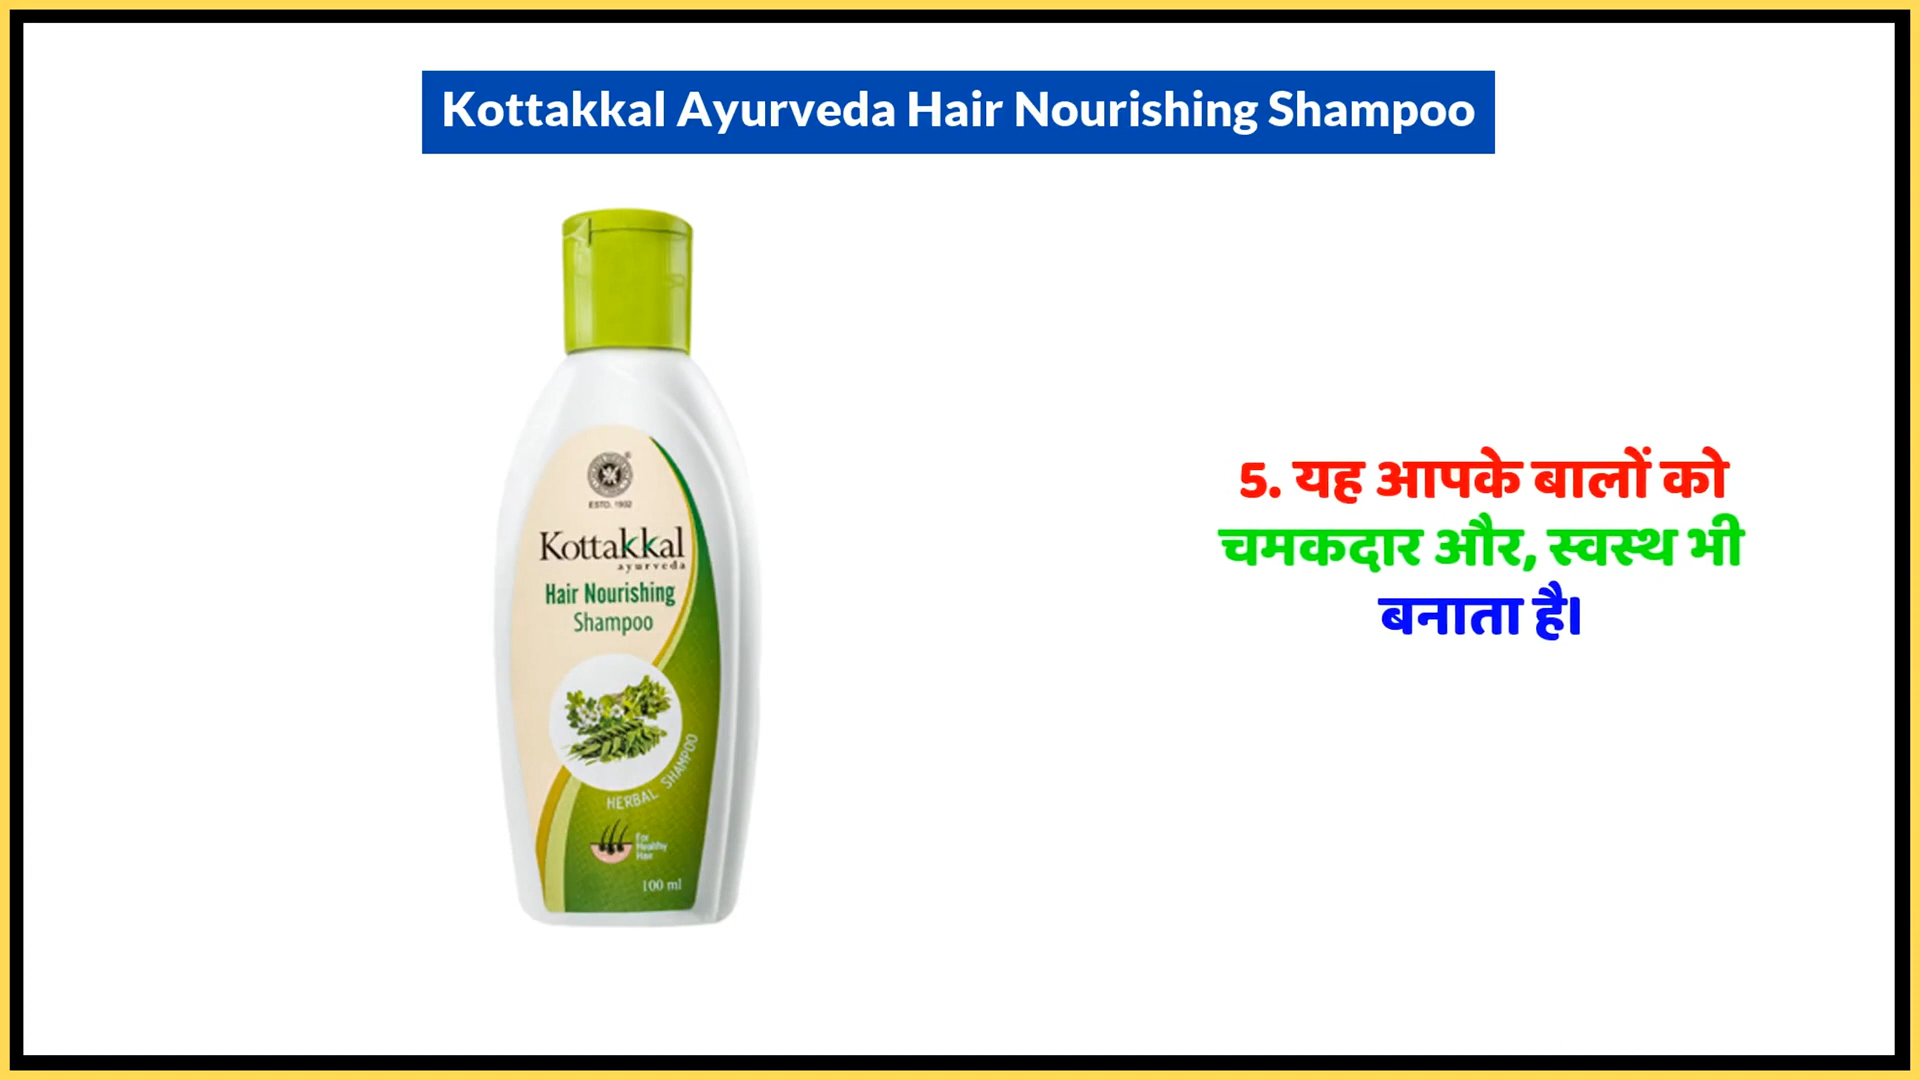 Kottakkal Ayurveda Hair Nourishing Shampoo
ESTD. 1902
Kottakkal
ayurveda
Hair Nourishing
Shampoo
HERBAL SHAMPOO
For
Healthy
Hair
100 ml
5. यह आपके बालों को
चमकदार और, स्वस्थ भी
बनाता है।